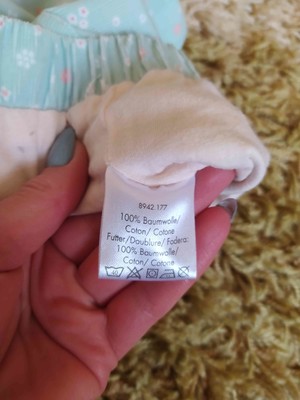 8942.177
100% Baumwolle/
Coton/ Cotone
Futter/Doublure/ Fodera:
100% Baumwolle/
Coton/ Cotone